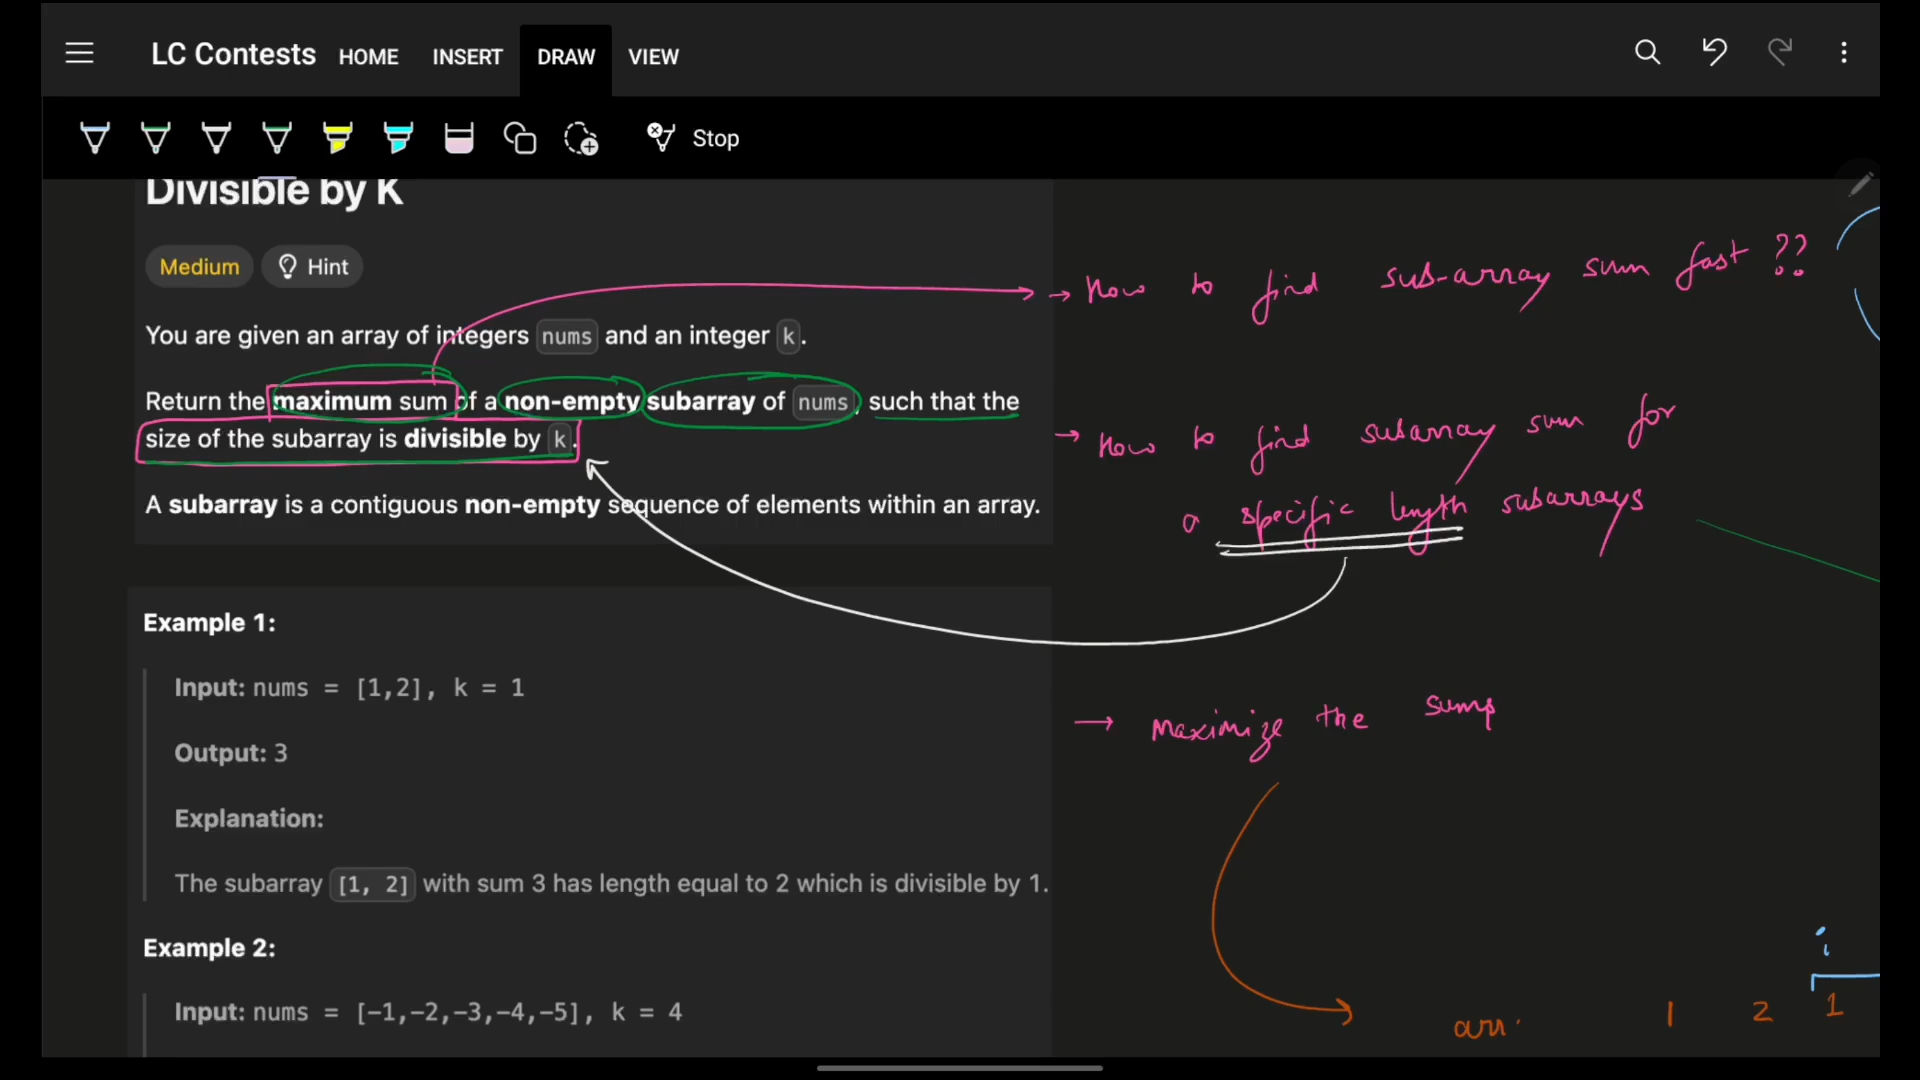 LC Contests HOME INSERT DRAW VIEW
Stop
Divisible by K
Medium Hint
You are given an array of integers nums and an integer k.
Return the maximum sum of a non-empty subarray of nums, such that the
size of the subarray is divisible by k.
A subarray is a contiguous non-empty sequence of elements within an array.
Example 1:
Input: nums = [1,2], k = 1
Output: 3
Explanation:
The subarray [1, 2] with sum 3 has length equal to 2 which is divisible by 1.
Example 2:
Input: nums = [-1,-2,-3,-4,-5], k = 4
→ How to find sub-array sum fast ??
→ How to find subarray sum for
a specific length subarrays
→ Maximize the sum
i
arr. 1 2 1